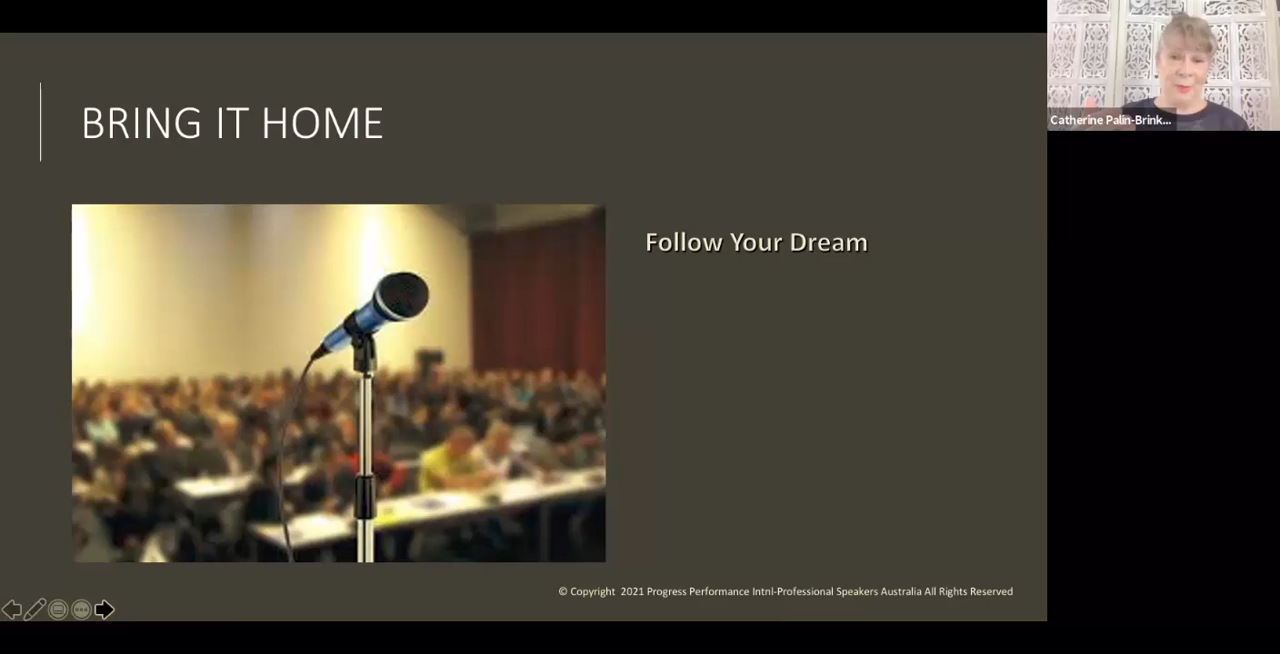 BRING IT HOME
Follow Your Dream
© Copyright 2021 Progress Performance Intnl-Professional Speakers Australia All Rights Reserved
Catherine Palin-Brink...